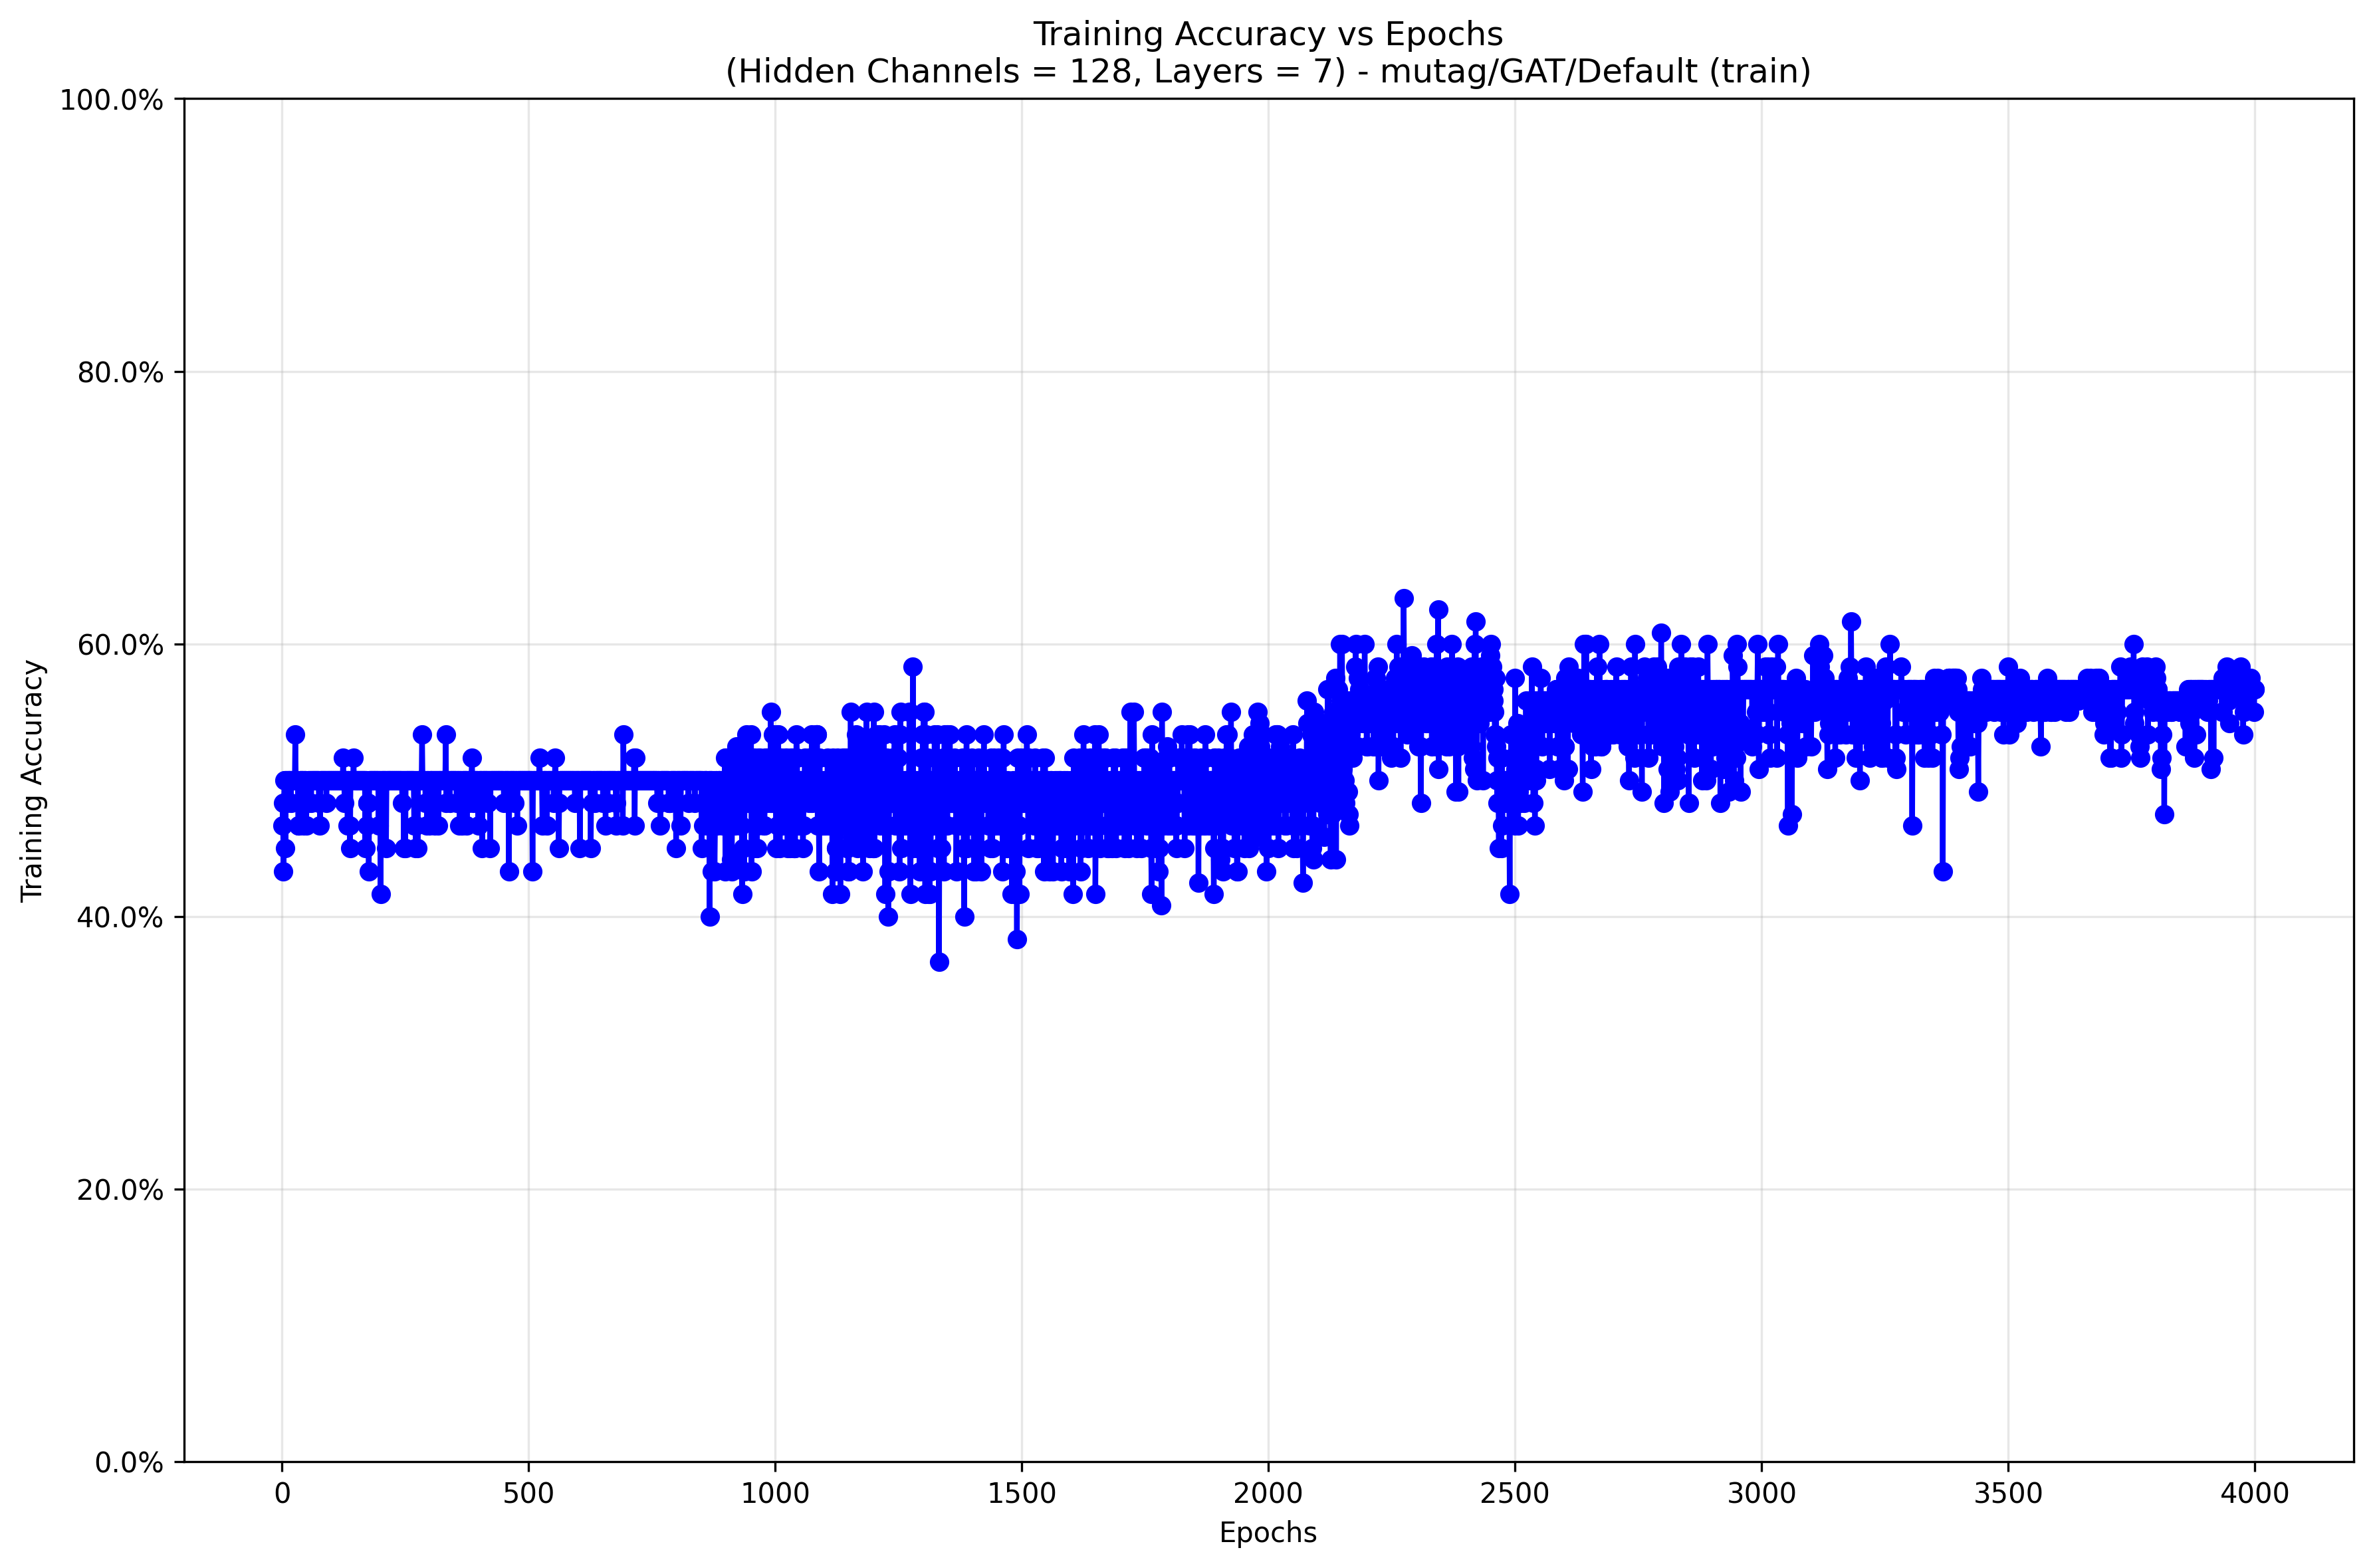 Training Accuracy vs Epochs
(Hidden Channels = 128, Layers = 7) - mutag/GAT/Default (train)
100.0%
80.0%
60.0%
40.0%
20.0%
0.0%
Training Accuracy
0 500 1000 1500 2000 2500 3000 3500 4000
Epochs